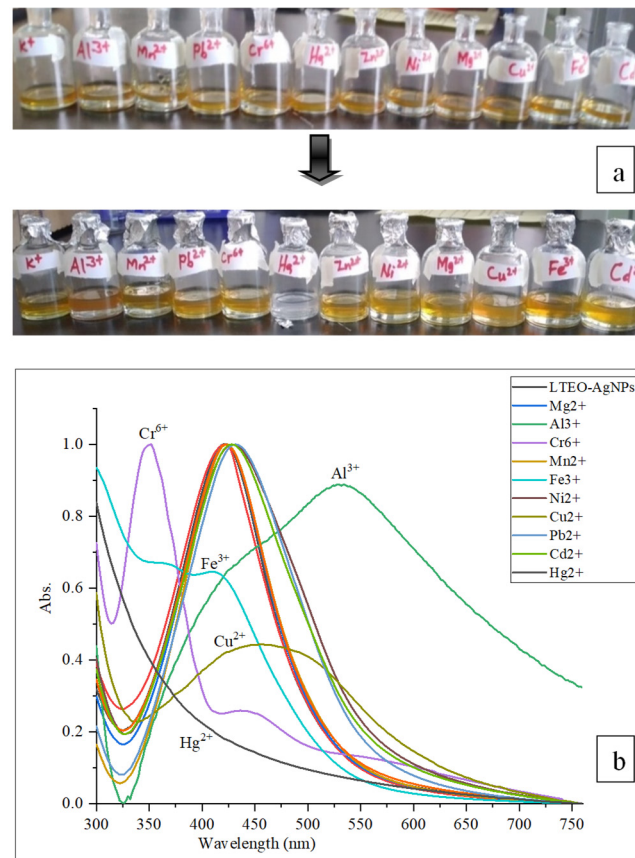 K+ Al3+ Mn2+ Pb2+ Cr6+ Hg2+ Zn2+ Ni2+ Mg2+ Cu2+ Fe3+ Cd
a
K+ Al3+ Mn2+ Pb2+ Cr6+ Hg2+ Zn2+ Ni2+ Mg2+ Cu2+ Fe3+ Cd
LTEO-AgNPs
Mg2+
Al3+
Cr6+
Mn2+
Fe3+
Ni2+
Cu2+
Pb2+
Cd2+
Hg2+
Cr6+
Al3+
Fe3+
Cu2+
Hg2+
1.0
0.8
0.6
0.4
0.2
0.0
Abs.
300 350 400 450 500 550 600 650 700 750
Wavelength (nm)
b